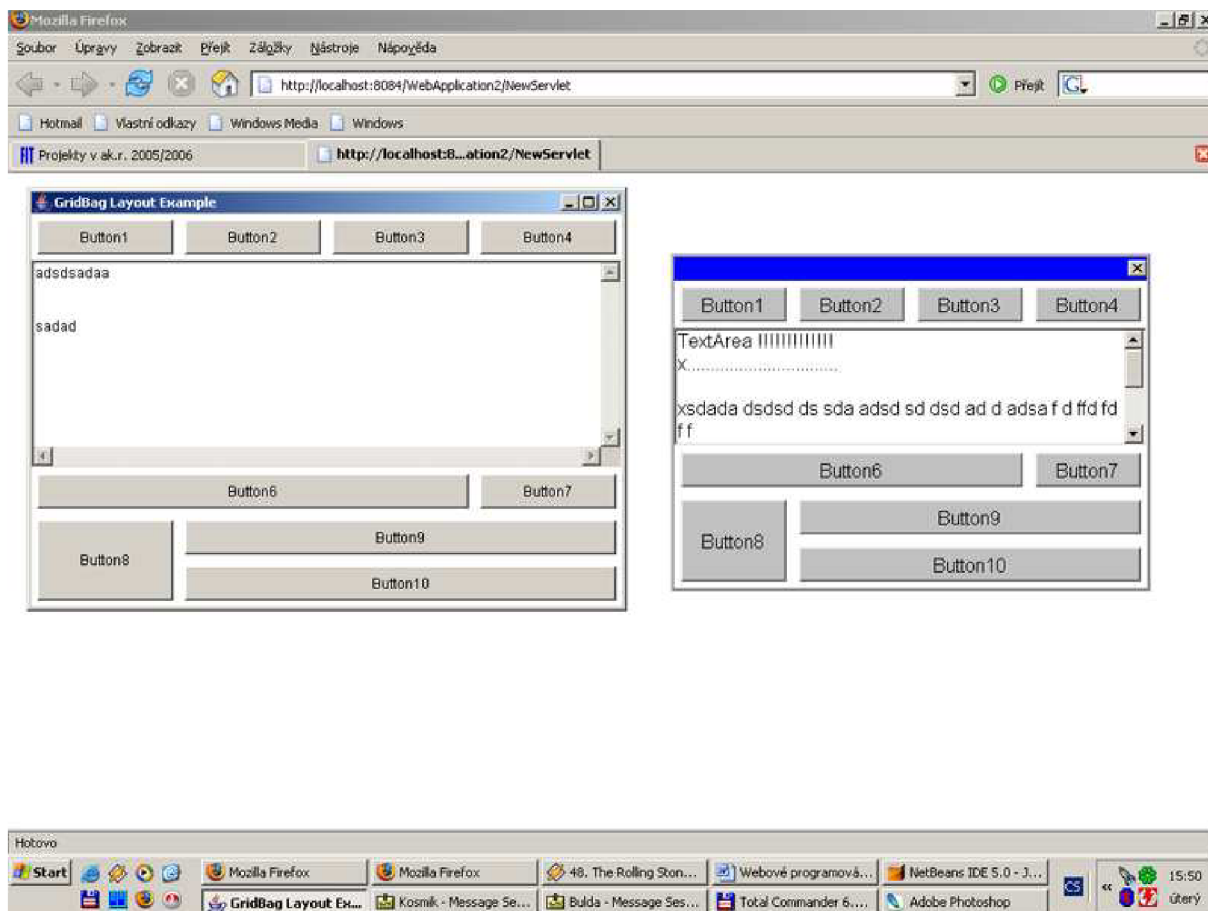 Mozilla Firefox
Soubor Úpravy Zobrazit Přejít Záložky Nástroje Nápověda
http://localhost:8084/WebApplication2/NewServlet
Přejít
Hotmail Vlastní odkazy Windows Media Windows
FIT Projekty v ak.r. 2005/2006
http://localhost:8...ation2/NewServlet
GridBag Layout Example
Button1 Button2 Button3 Button4
adsdsadaa
sadad
Button6 Button7
Button8
Button9
Button10
Button1 Button2 Button3 Button4
TextArea !!!!!!!!!!!!!
x................................
xsdada dsdsd ds sda adsd sd dsd ad d adsa f d ffd fd
f f
Button6 Button7
Button8
Button9
Button10
Hotovo
Start
Mozilla Firefox
Mozilla Firefox
48. The Rolling Ston...
Webové programová...
NetBeans IDE 5.0 - J...
GridBag Layout Ex...
Kosmik - Message Se...
Bulda - Message Ses...
Total Commander 6....
Adobe Photoshop
CS
«
15:50
úterý